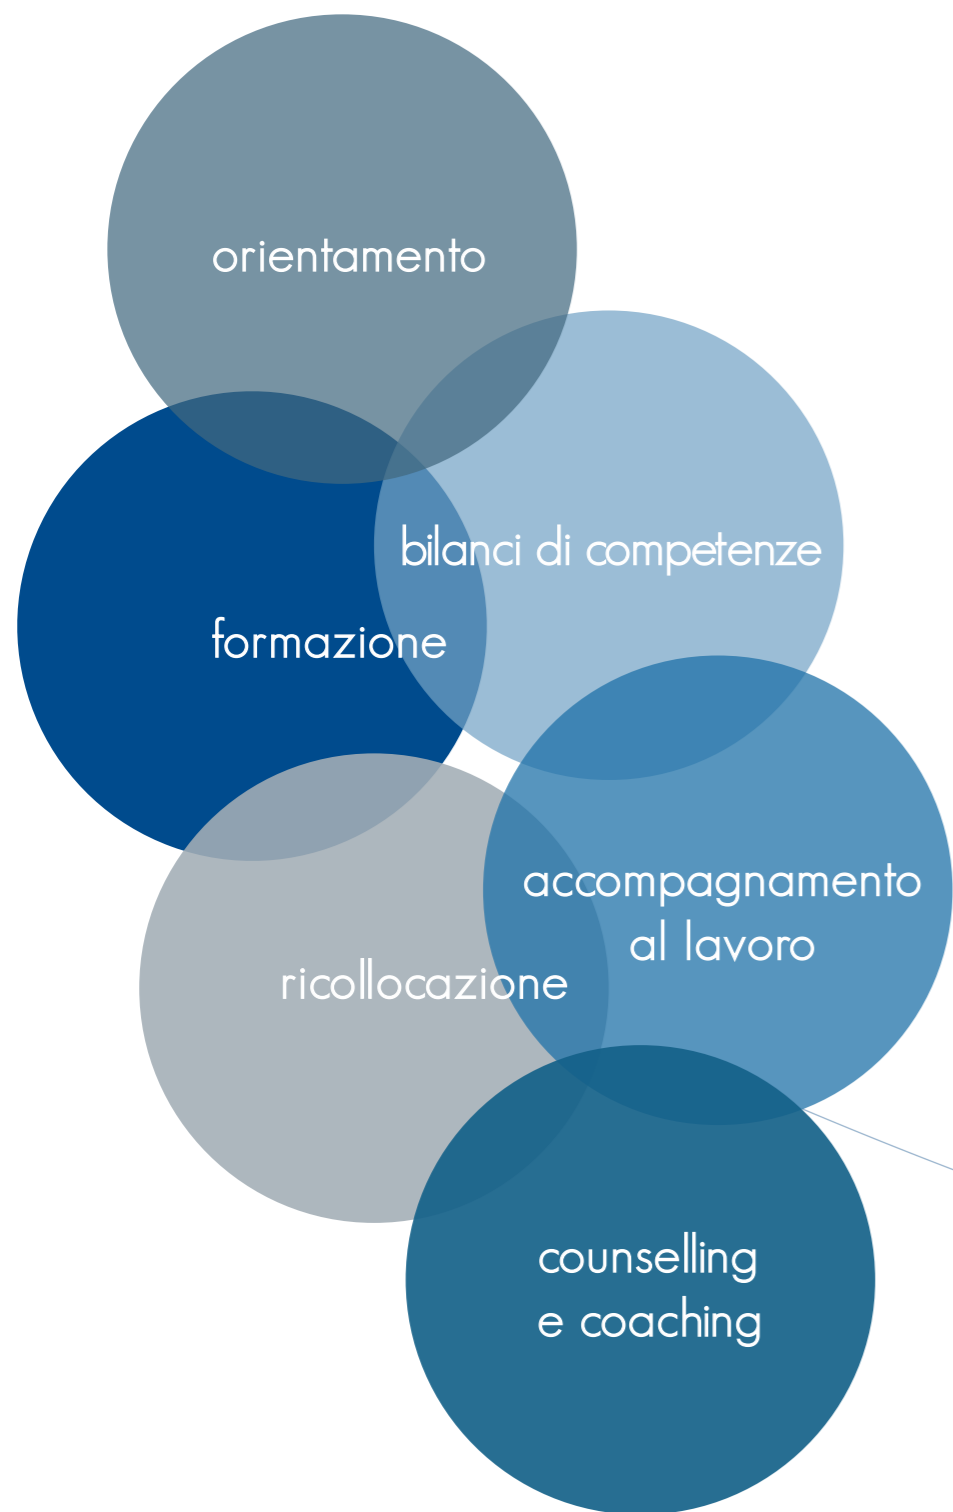 orientamento
bilanci di competenze
formazione
accompagnamento
al lavoro
ricollocazione
counselling
e coaching